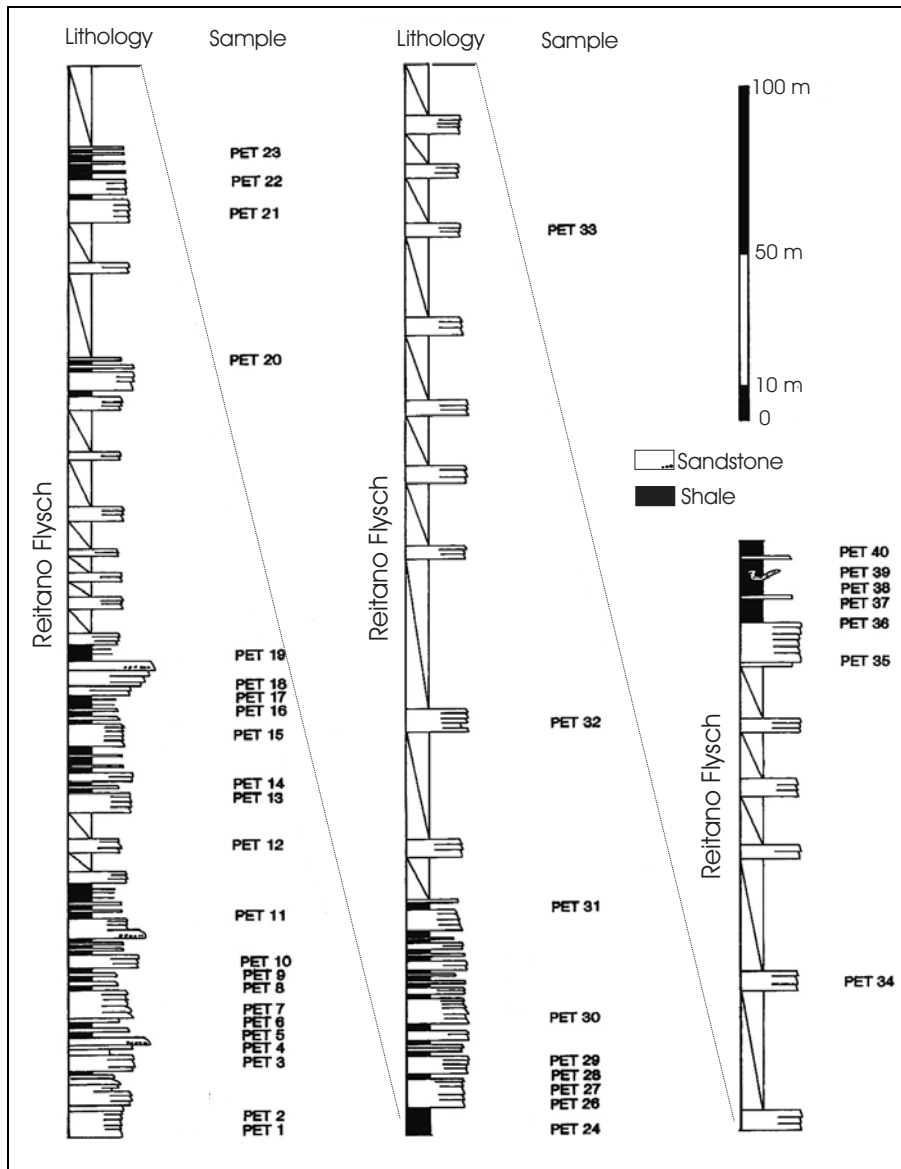 Lithology Sample
Reitano Flysch
PET 23
PET 22
PET 21
PET 20
PET 19
PET 18
PET 17
PET 16
PET 15
PET 14
PET 13
PET 12
PET 11
PET 10
PET 9
PET 8
PET 7
PET 6
PET 5
PET 4
PET 3
PET 2
PET 1
Lithology Sample
Reitano Flysch
PET 33
PET 32
PET 31
PET 30
PET 29
PET 28
PET 27
PET 26
PET 24
100 m
50 m
10 m
0
Sandstone
Shale
Reitano Flysch
PET 40
PET 39
PET 38
PET 37
PET 36
PET 35
PET 34